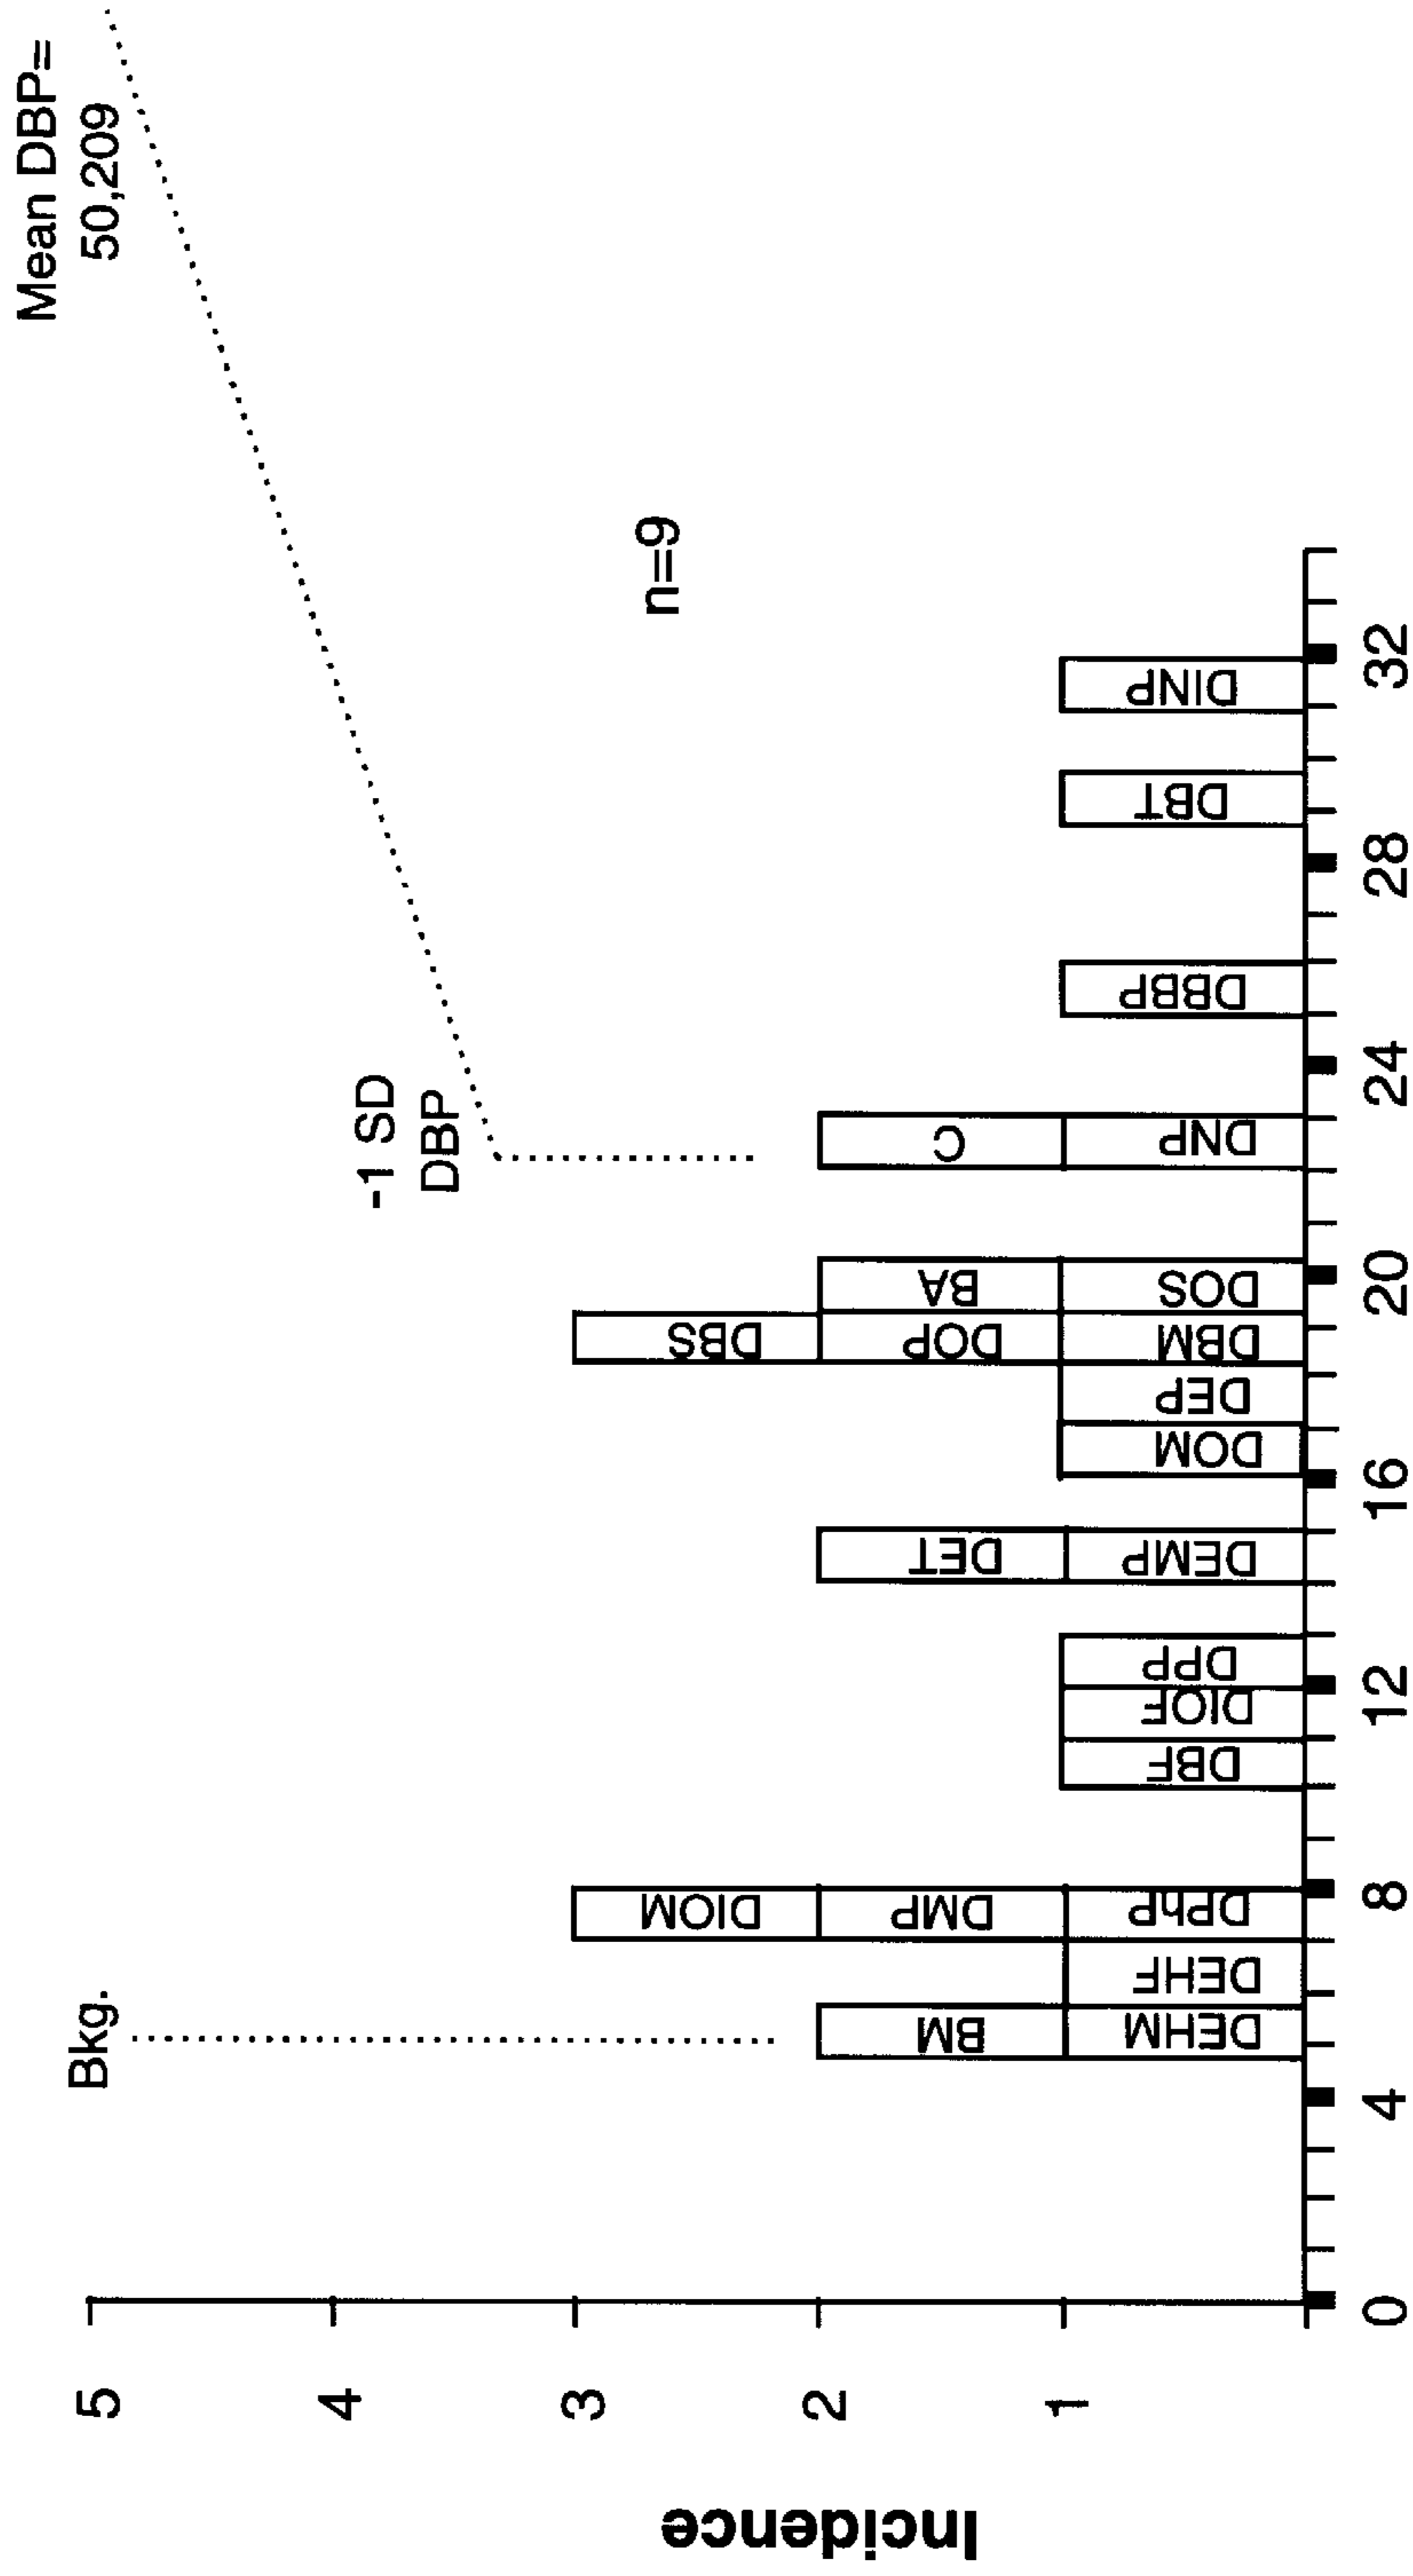 Mean DBP=
50,209
Bkg.
-1 SD
DBP
n=9
5
4
3
2
1
Incidence
DIOM
DBS
BM
DMP
DET
DOP
BA
C
DEHM
DEHF
DPhP
DBF
DIOF
DPP
DEMP
DOM
DEP
DBM
DOS
DNP
DBBP
DBT
DINP
0 4 8 12 16 20 24 28 32